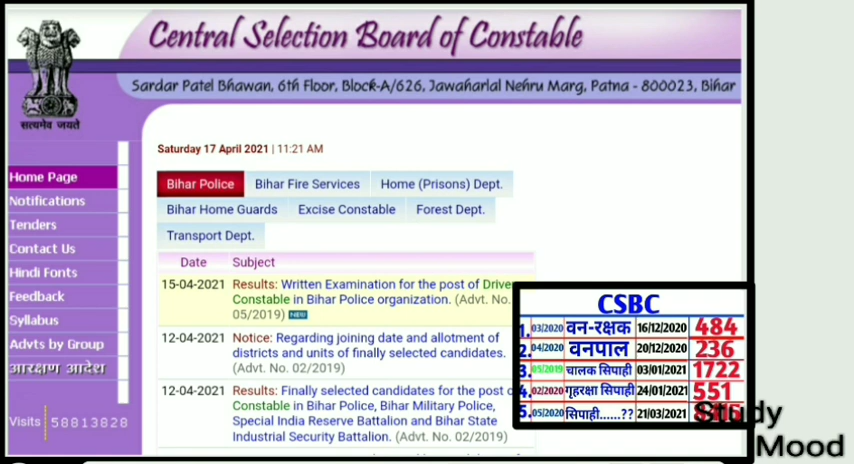 Central Selection Board of Constable
Sardar Patel Bhawan, 6th Floor, Block-A/626, Jawaharlal Nehru Marg, Patna - 800023, Bihar
सत्यमेव जयते
Saturday 17 April 2021 | 11:21 AM
Home Page
Notifications
Tenders
Contact Us
Hindi Fonts
Feedback
Syllabus
Advts by Group
आरक्षण आदेश
Visits 58813828
Bihar Police Bihar Fire Services Home (Prisons) Dept.
Bihar Home Guards Excise Constable Forest Dept.
Transport Dept.
Date Subject
15-04-2021 Results: Written Examination for the post of Drive
Constable in Bihar Police organization. (Advt. No.
05/2019) NEW
12-04-2021 Notice: Regarding joining date and allotment of
districts and units of finally selected candidates.
(Advt. No. 02/2019)
12-04-2021 Results: Finally selected candidates for the post
Constable in Bihar Police, Bihar Military Police,
Special India Reserve Battalion and Bihar State
Industrial Security Battalion. (Advt. No. 02/2019)
CSBC
1. 03/2020 वन-रक्षक 16/12/2020 484
2. 04/2020 वनपाल 20/12/2020 236
3. 05/2019 चालक सिपाही 03/01/2021 1722
4. 02/2020 गृहरक्षा सिपाही 24/01/2021 551
5. 05/2020 सिपाही......?? 21/03/2021
Study
Mood